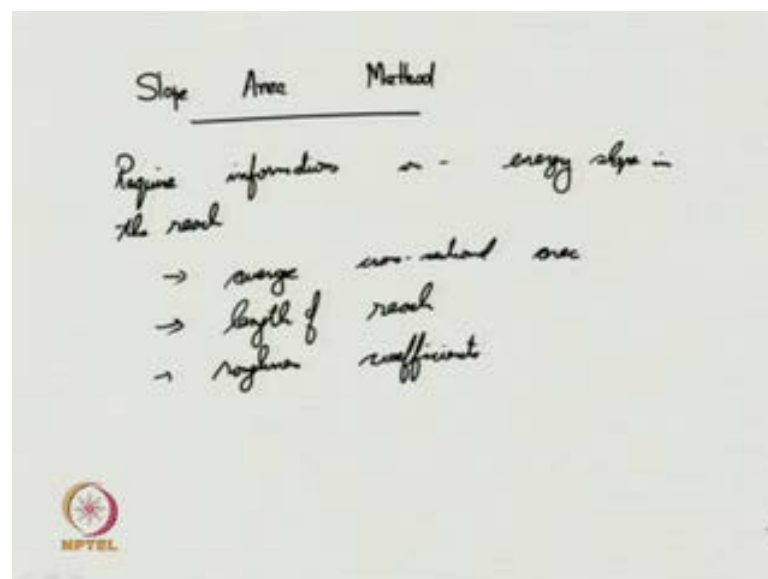 Slope Area Method
Require information on - energy slope in
the reach
→ average cross-sectional area
→ length of reach
→ roughness coefficients
NPTEL